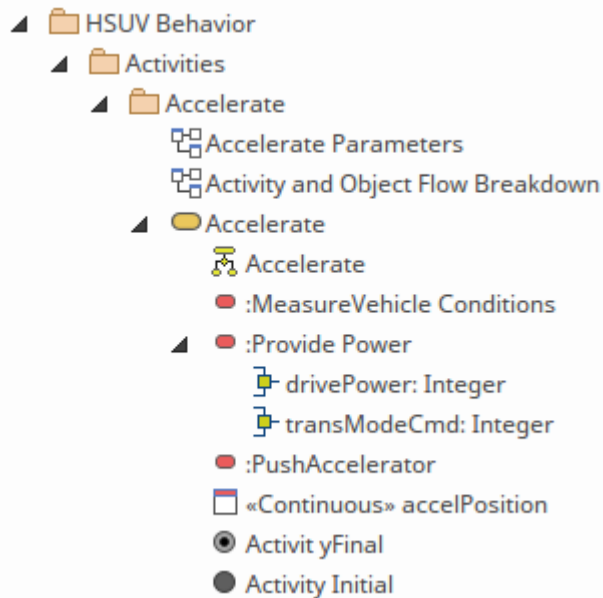 HSUV Behavior
Activities
Accelerate
Accelerate Parameters
Activity and Object Flow Breakdown
Accelerate
Accelerate
:MeasureVehicle Conditions
:Provide Power
drivePower: Integer
transModeCmd: Integer
:PushAccelerator
«Continuous» accelPosition
Activit yFinal
Activity Initial